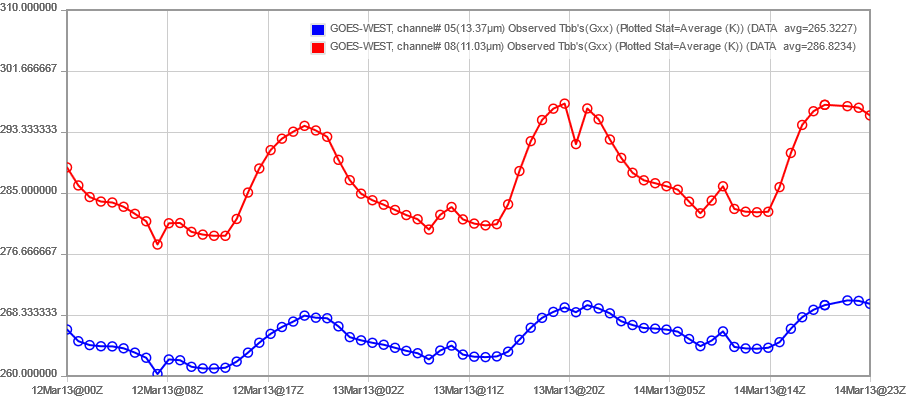 310.000000
GOES-WEST, channel# 05(13.37µm) Observed Tbb's(Gxx) (Plotted Stat=Average (K)) (DATA avg=265.3227)
GOES-WEST, channel# 08(11.03µm) Observed Tbb's(Gxx) (Plotted Stat=Average (K)) (DATA avg=286.8234)
301.666667
293.333333
285.000000
276.666667
268.333333
260.000000
12Mar13@00Z 12Mar13@08Z 12Mar13@17Z 13Mar13@02Z 13Mar13@11Z 13Mar13@20Z 14Mar13@05Z 14Mar13@14Z 14Mar13@23Z